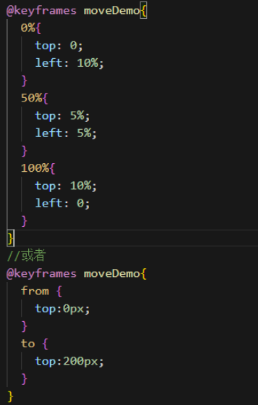 @keyframes moveDemo{
0%{
top: 0;
left: 10%;
}
50%{
top: 5%;
left: 5%;
}
100%{
top: 10%;
left: 0;
}
}
//或者
@keyframes moveDemo{
from {
top:0px;
}
to {
top:200px;
}
}